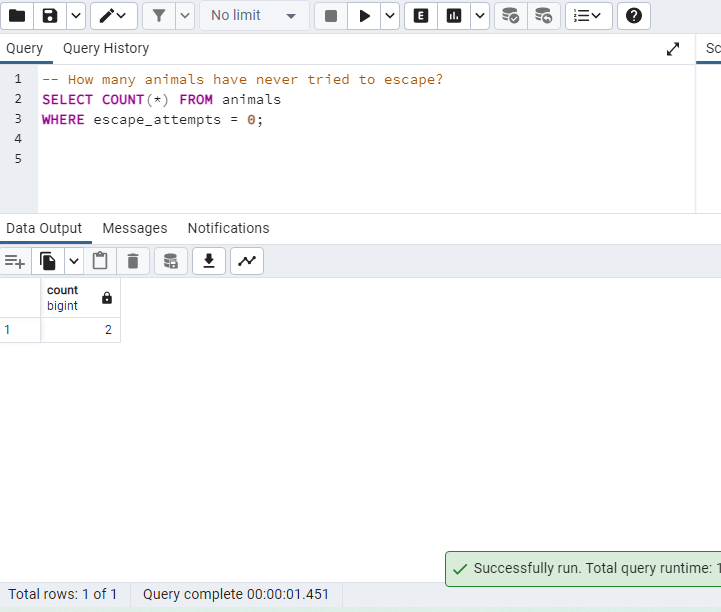 No limit
E
Query Query History
Sc
1 -- How many animals have never tried to escape?
2 SELECT COUNT(*) FROM animals
3 WHERE escape_attempts = 0;
4
5
Data Output Messages Notifications
count
bigint
1 2
Successfully run. Total query runtime: 1
Total rows: 1 of 1 Query complete 00:00:01.451